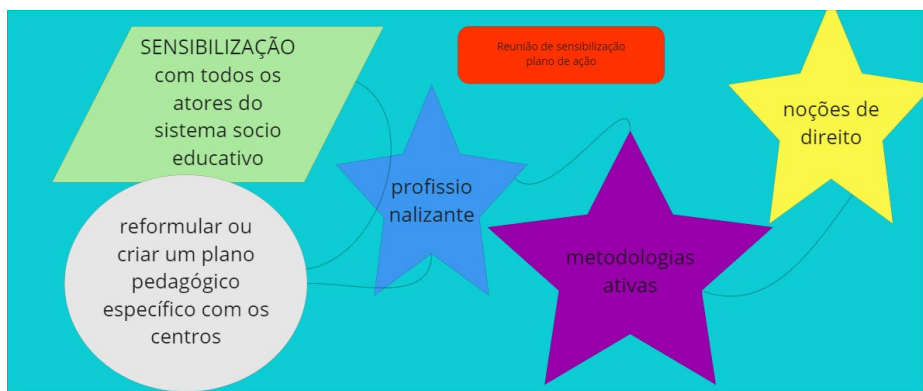 SENSIBILIZAÇÃO
com todos os
atores do
sistema socio
educativo
reformular ou
criar um plano
pedagógico
específico com os
centros
profissio
nalizante
Reunião de sensibilização
plano de ação
metodologias
ativas
noções de
direito